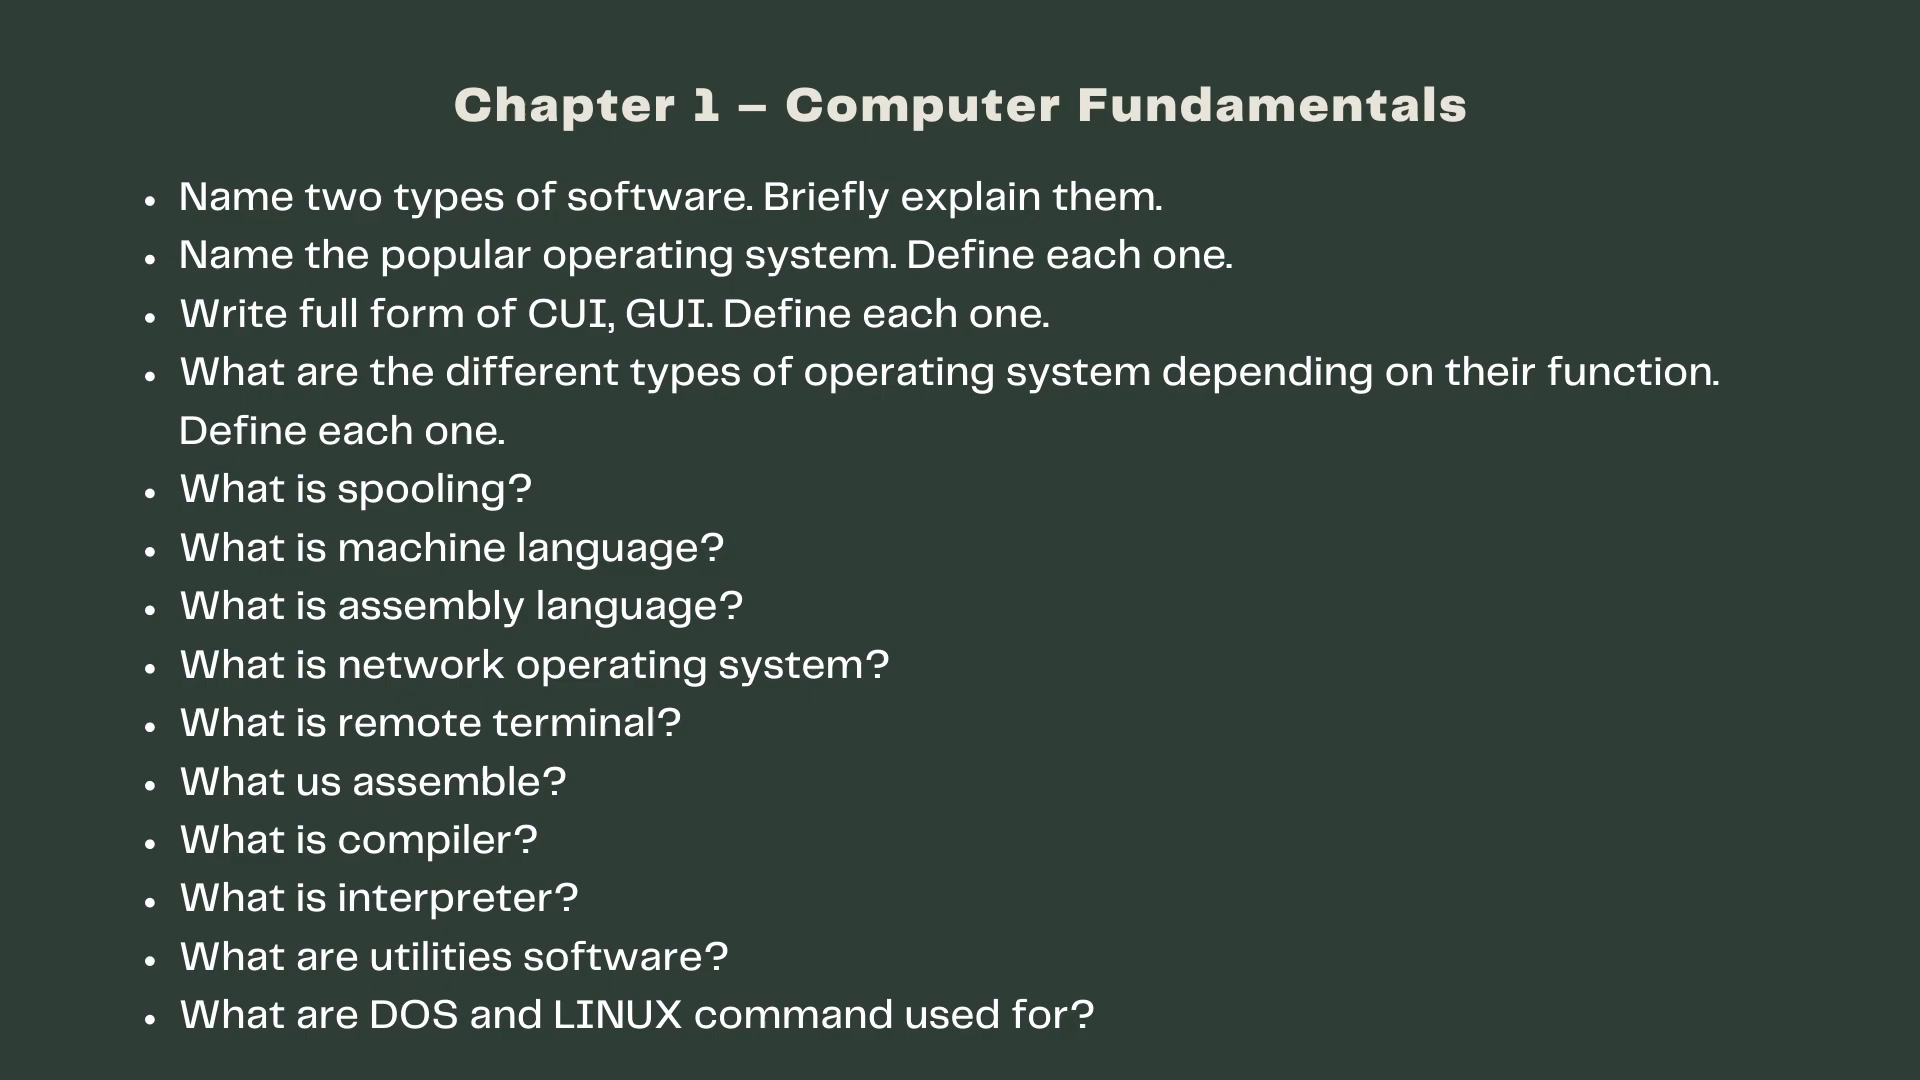 Chapter 1 – Computer Fundamentals
• Name two types of software. Briefly explain them.
• Name the popular operating system. Define each one.
• Write full form of CUI, GUI. Define each one.
• What are the different types of operating system depending on their function.
Define each one.
• What is spooling?
• What is machine language?
• What is assembly language?
• What is network operating system?
• What is remote terminal?
• What us assemble?
• What is compiler?
• What is interpreter?
• What are utilities software?
• What are DOS and LINUX command used for?